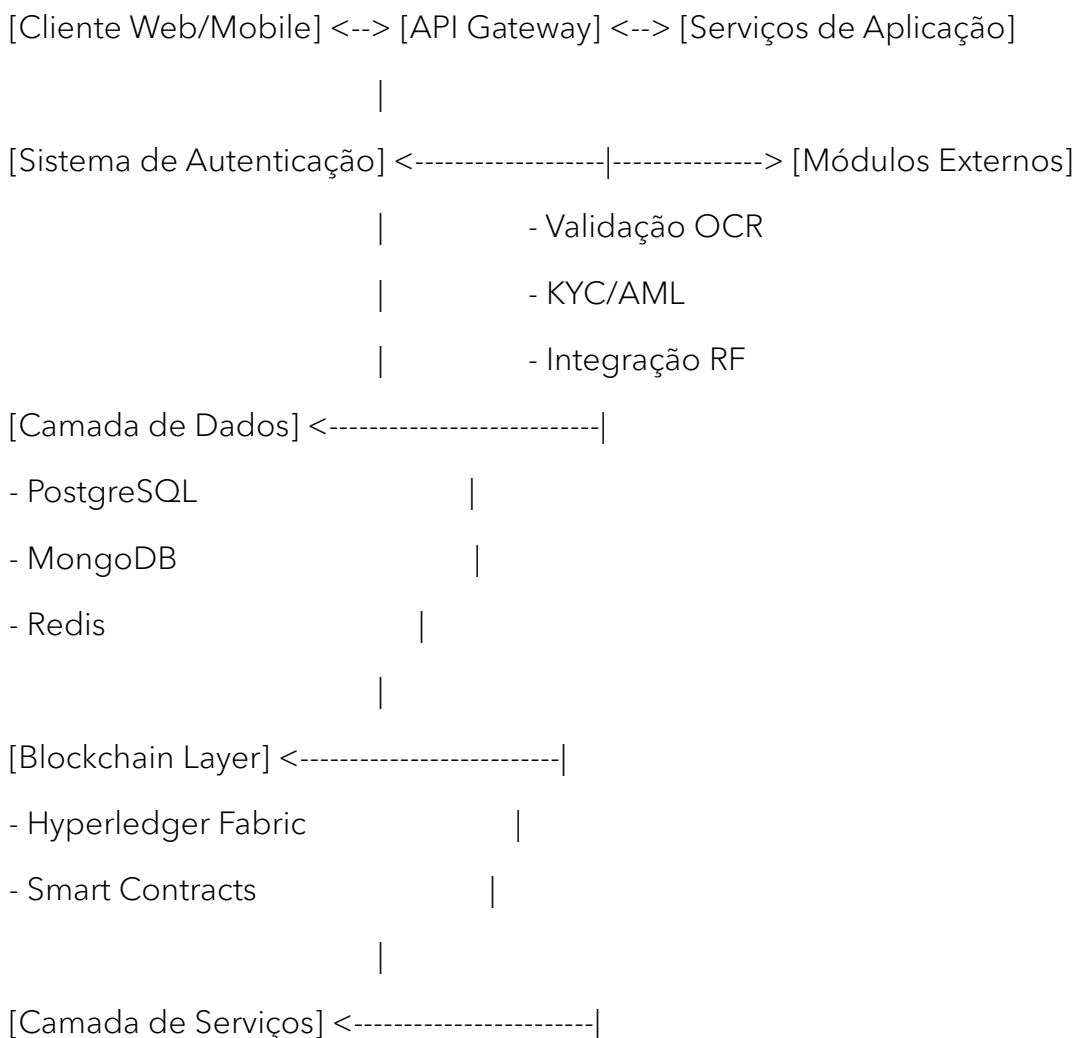 [Cliente Web/Mobile] <--> [API Gateway] <--> [Serviços de Aplicação]
|
[Sistema de Autenticação] <-------------------|---------------> [Módulos Externos]
| - Validação OCR
| - KYC/AML
| - Integração RF
[Camada de Dados] <---------------------------|
- PostgreSQL |
- MongoDB |
- Redis |
|
[Blockchain Layer] <--------------------------|
- Hyperledger Fabric |
- Smart Contracts |
|
[Camada de Serviços] <------------------------|